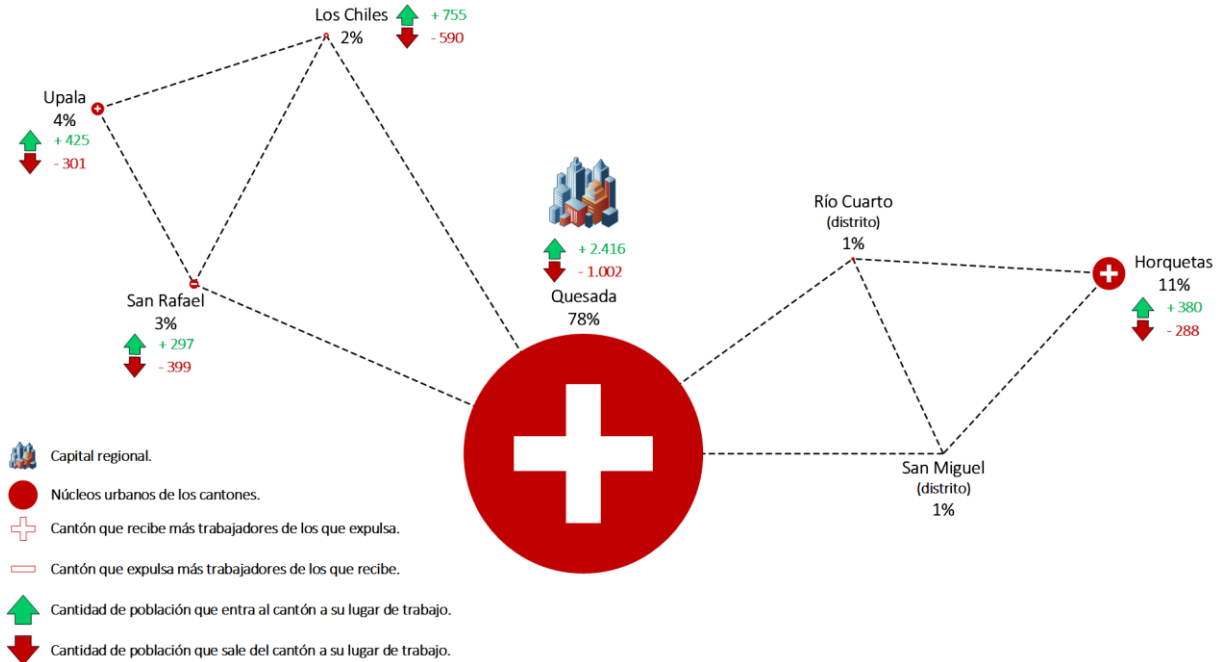 Los Chiles
2%
+ 755
- 590
Upala
4%
+ 425
- 301
San Rafael
3%
+ 297
- 399
+ 2.416
- 1.002
Quesada
78%
Río Cuarto
(distrito)
1%
Horquetas
11%
+ 380
- 288
San Miguel
(distrito)
1%
Capital regional.
Núcleos urbanos de los cantones.
Cantón que recibe más trabajadores de los que expulsa.
Cantón que expulsa más trabajadores de los que recibe.
Cantidad de población que entra al cantón a su lugar de trabajo.
Cantidad de población que sale del cantón a su lugar de trabajo.